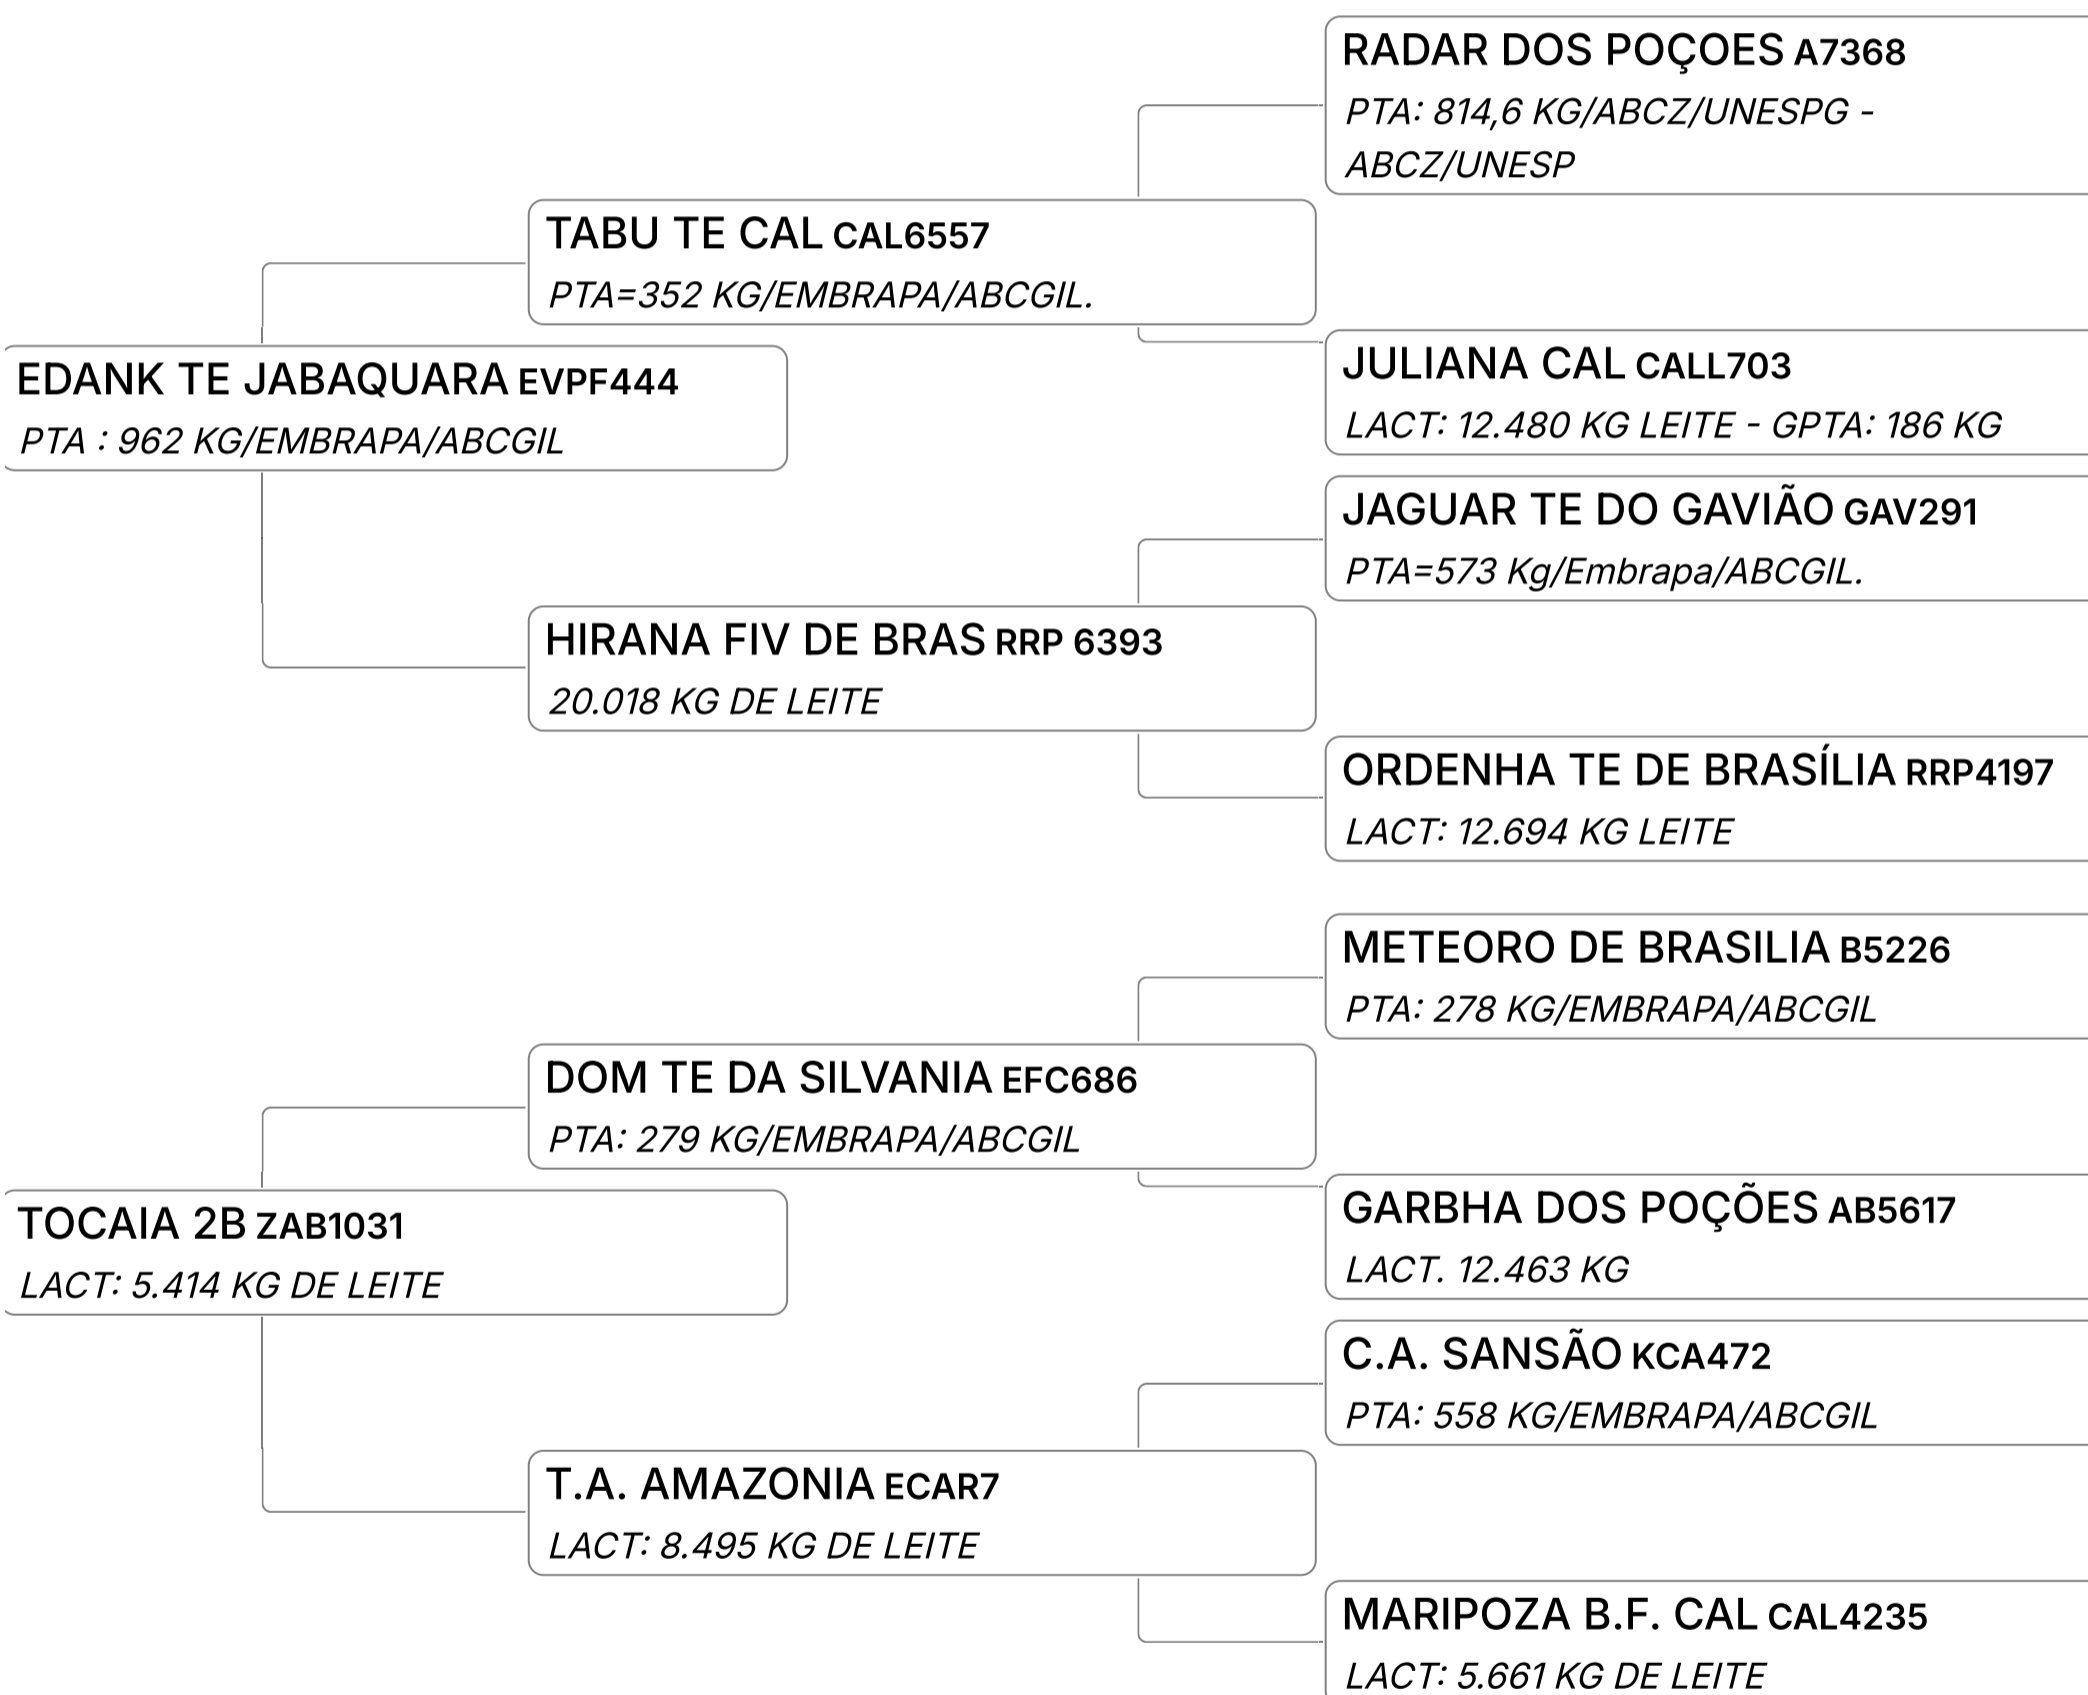 RADAR DOS POÇOES A7368
PTA: 814,6 KG/ABCZ/UNESPG -
ABCZ/UNESP
TABU TE CAL CAL6557
PTA=352 KG/EMBRAPA/ABCGIL.
JULIANA CAL CALL703
LACT: 12.480 KG LEITE - GPTA: 186 KG
EDANK TE JABAQUARA EVPF444
PTA : 962 KG/EMBRAPA/ABCGIL
JAGUAR TE DO GAVIÃO GAV291
PTA=573 Kg/Embrapa/ABCGIL.
HIRANA FIV DE BRAS RRP 6393
20.018 KG DE LEITE
ORDENHA TE DE BRASÍLIA RRP4197
LACT: 12.694 KG LEITE
METEORO DE BRASILIA B5226
PTA: 278 KG/EMBRAPA/ABCGIL
DOM TE DA SILVANIA EFC686
PTA: 279 KG/EMBRAPA/ABCGIL
GARBHA DOS POÇÕES AB5617
LACT. 12.463 KG
TOCAIA 2B ZAB1031
LACT: 5.414 KG DE LEITE
C.A. SANSÃO KCA472
PTA: 558 KG/EMBRAPA/ABCGIL
T.A. AMAZONIA ECAR7
LACT: 8.495 KG DE LEITE
MARIPOZA B.F. CAL CAL4235
LACT: 5.661 KG DE LEITE